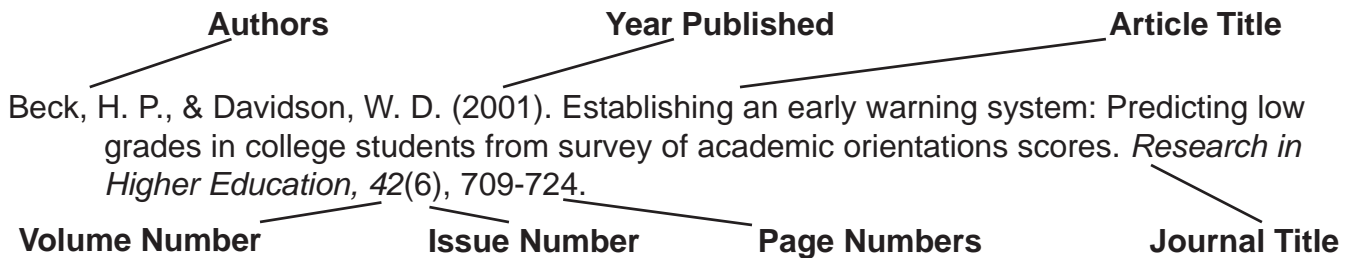 Authors Year Published Article Title
Beck, H. P., & Davidson, W. D. (2001). Establishing an early warning system: Predicting low
grades in college students from survey of academic orientations scores. Research in
Higher Education, 42(6), 709-724.
Volume Number Issue Number Page Numbers Journal Title